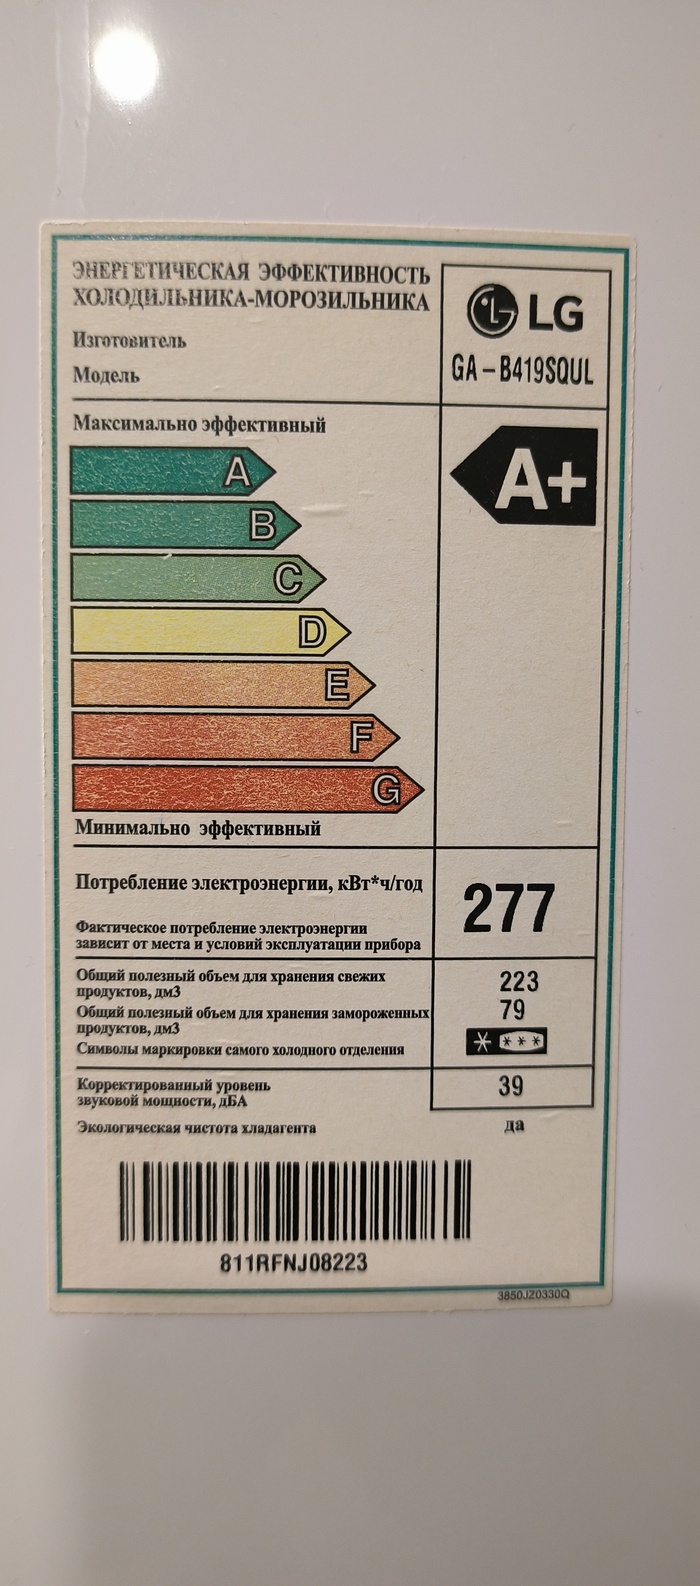 ЭНЕРГЕТИЧЕСКАЯ ЭФФЕКТИВНОСТЬ
ХОЛОДИЛЬНИКА-МОРОЗИЛЬНИКА
LG
Изготовитель
Модель
GA-B419SQUL
Максимально эффективный
A+
A
B
C
D
E
F
G
Минимально эффективный
Потребление электроэнергии, кВт*ч/год
277
Фактическое потребление электроэнергии
зависит от места и условий эксплуатации прибора
Общий полезный объем для хранения свежих
продуктов, дм3
223
Общий полезный объем для хранения замороженных
продуктов, дм3
79
Символы маркировки самого холодного отделения
* ***
Корректированный уровень
звуковой мощности, дБА
39
Экологическая чистота хладагента да
811RFNJ08223
3850JZ0330Q